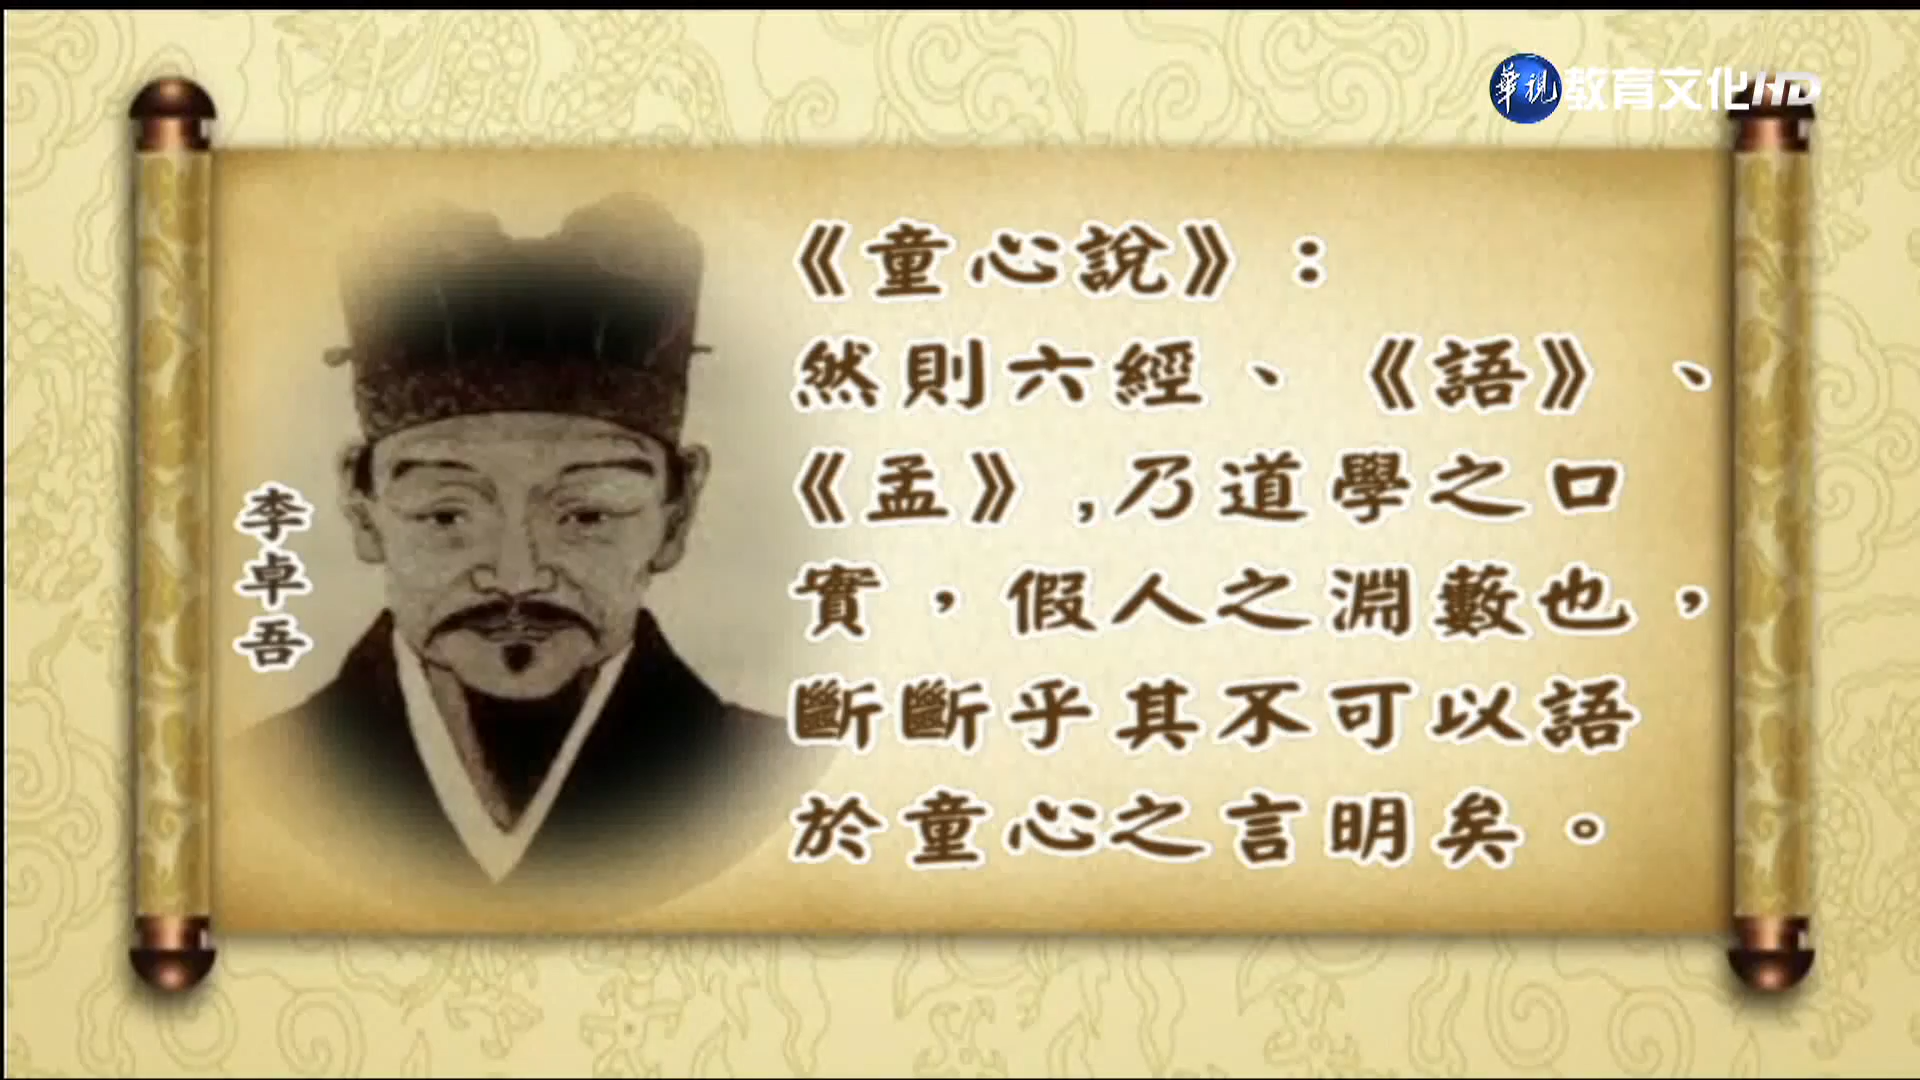 華視 教育文化HD
《童心說》：
然則六經、《語》、
《孟》,乃道學之口
實，假人之淵藪也，
斷斷乎其不可以語
於童心之言明矣。
李卓吾